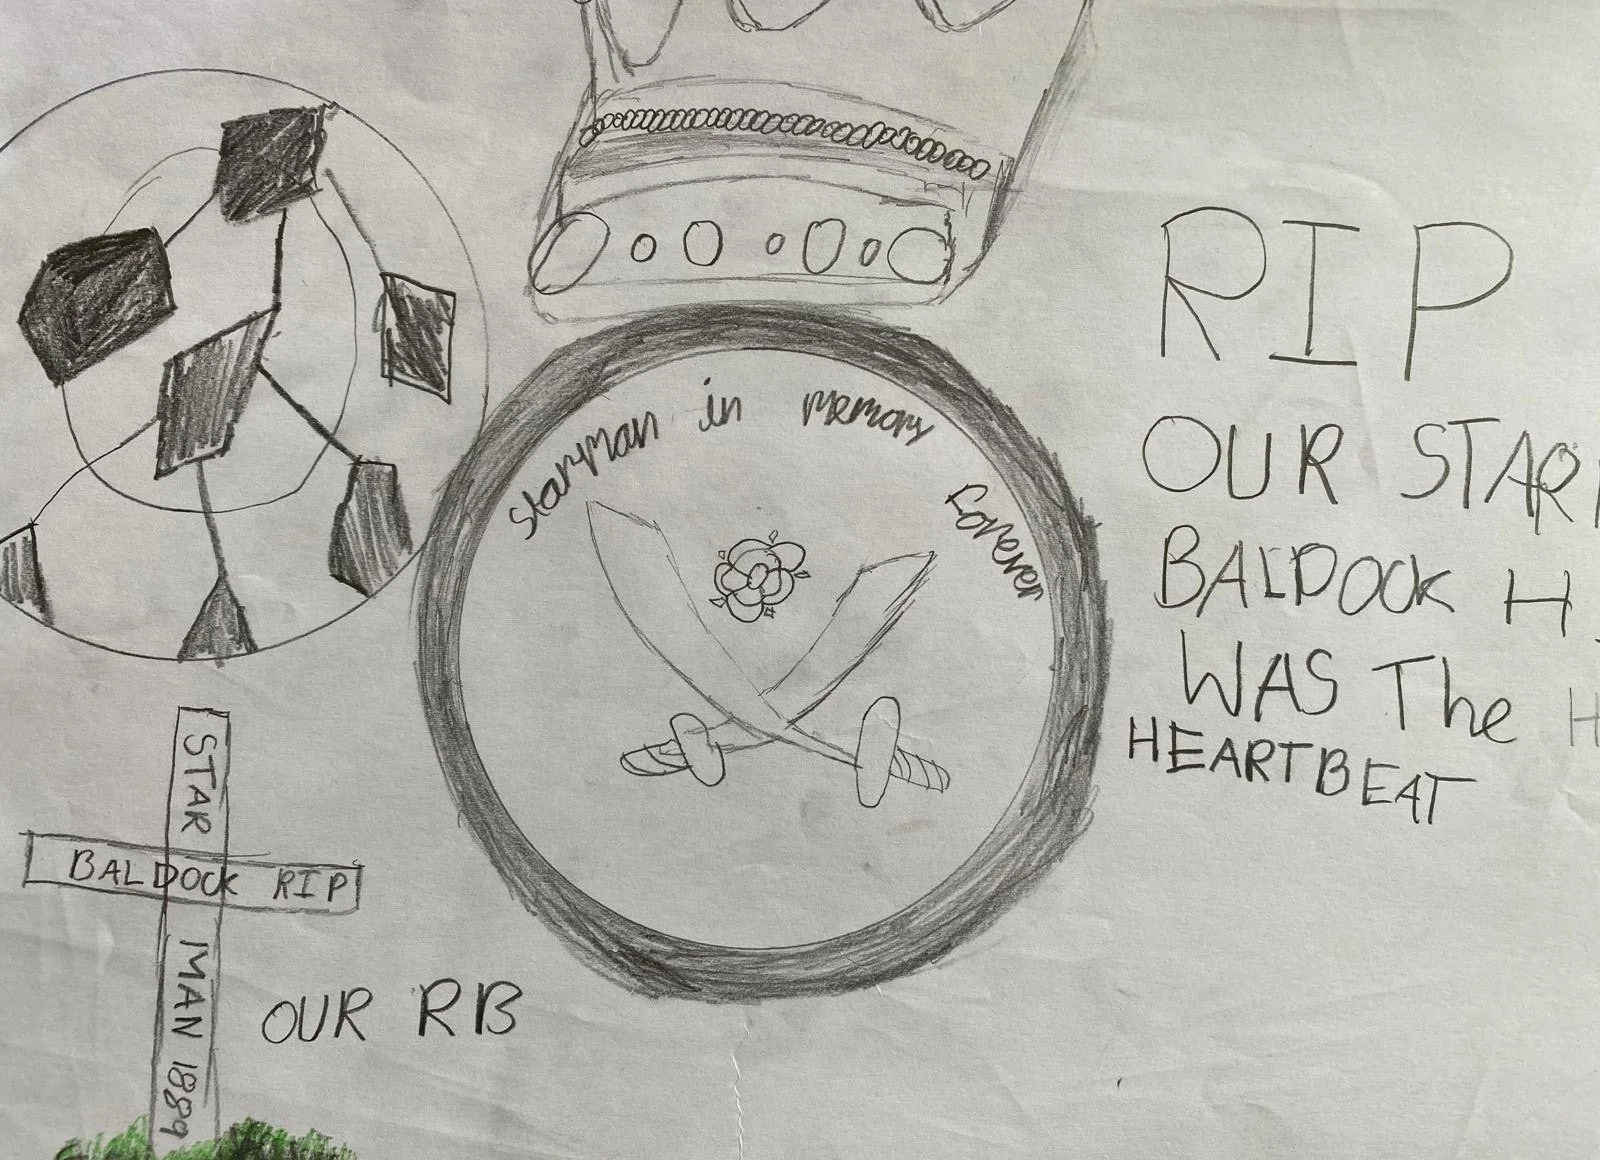 Starman in memory forever
RIP
OUR STAR
BALDOCK
WAS The
HEARTBEAT
STAR
BALDOCK RIP
MAN 1889
OUR RB